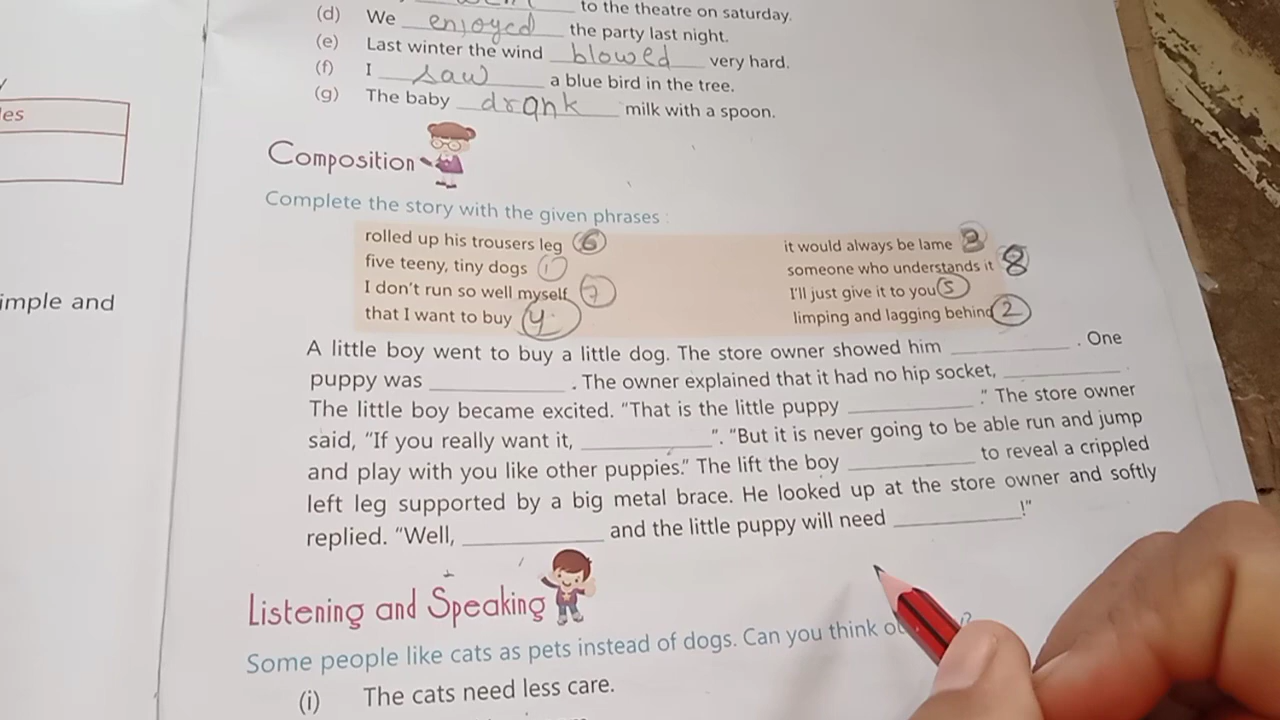 to the theatre on saturday.
(d) We enjoyed the party last night.
(e) Last winter the wind blowed very hard.
(f) I saw a blue bird in the tree.
(g) The baby drank milk with a spoon.
es
Composition
Complete the story with the given phrases :
rolled up his trousers leg 6 it would always be lame 3
five teeny, tiny dogs 1 someone who understands it 8
I don't run so well myself 7 I'll just give it to you 5
that I want to buy 4 limping and lagging behind 2
imple and
A little boy went to buy a little dog. The store owner showed him ____________ . One
puppy was ____________ . The owner explained that it had no hip socket, ____________ .
The little boy became excited. "That is the little puppy ____________ ." The store owner
said, "If you really want it, ____________". "But it is never going to be able run and jump
and play with you like other puppies." The lift the boy ____________ to reveal a crippled
left leg supported by a big metal brace. He looked up at the store owner and softly
replied. "Well, ____________ and the little puppy will need ____________!"
Listening and Speaking
Some people like cats as pets instead of dogs. Can you think
(i) The cats need less care.